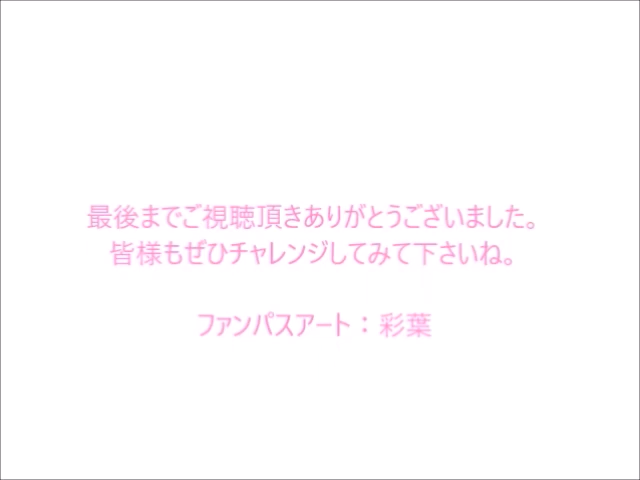 最後までご視聴頂きありがとうございました。
皆様もぜひチャレンジしてみて下さいね。
ファンパスアート：彩葉